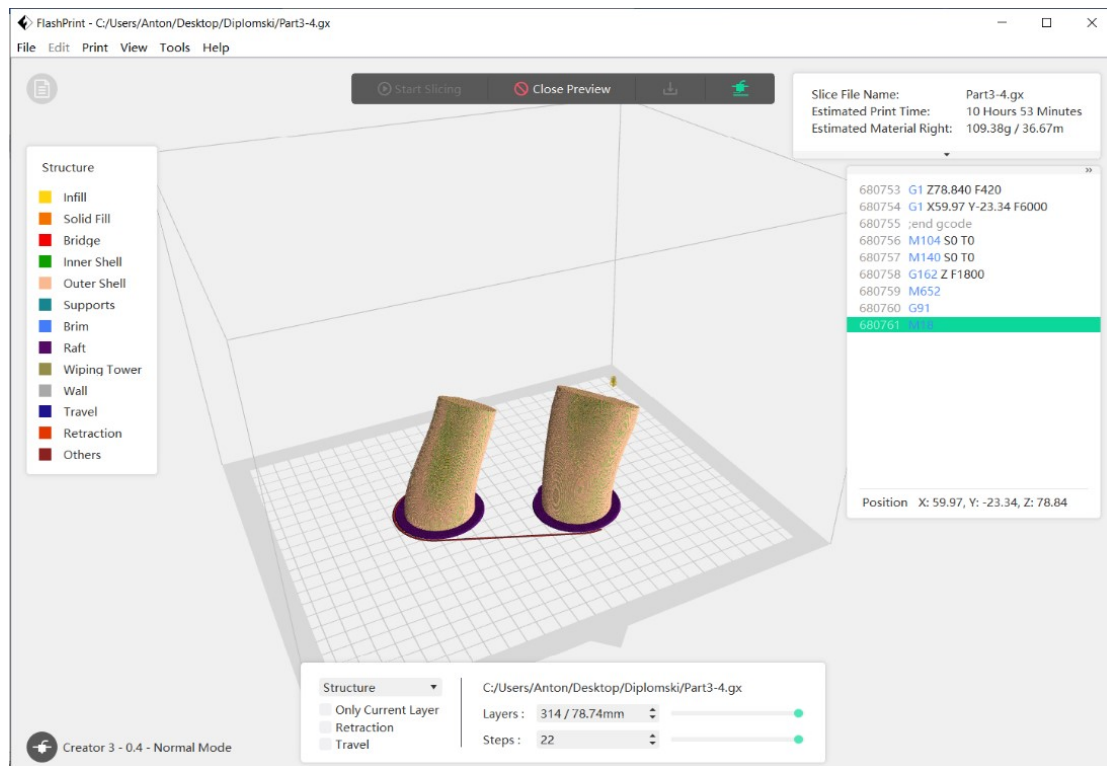 FlashPrint - C:/Users/Anton/Desktop/Diplomski/Part3-4.gx
File Edit Print View Tools Help
Start Slicing Close Preview
Slice File Name: Part3-4.gx
Estimated Print Time: 10 Hours 53 Minutes
Estimated Material Right: 109.38g / 36.67m
Structure
Infill
Solid Fill
Bridge
Inner Shell
Outer Shell
Supports
Brim
Raft
Wiping Tower
Wall
Travel
Retraction
Others
»
680753 G1 Z78.840 F420
680754 G1 X59.97 Y-23.34 F6000
680755 ;end gcode
680756 M104 S0 T0
680757 M140 S0 T0
680758 G162 Z F1800
680759 M652
680760 G91
680761 M18
Position X: 59.97, Y: -23.34, Z: 78.84
Structure
Only Current Layer
Retraction
Travel
C:/Users/Anton/Desktop/Diplomski/Part3-4.gx
Layers : 314 / 78.74mm
Steps : 22
Creator 3 - 0.4 - Normal Mode